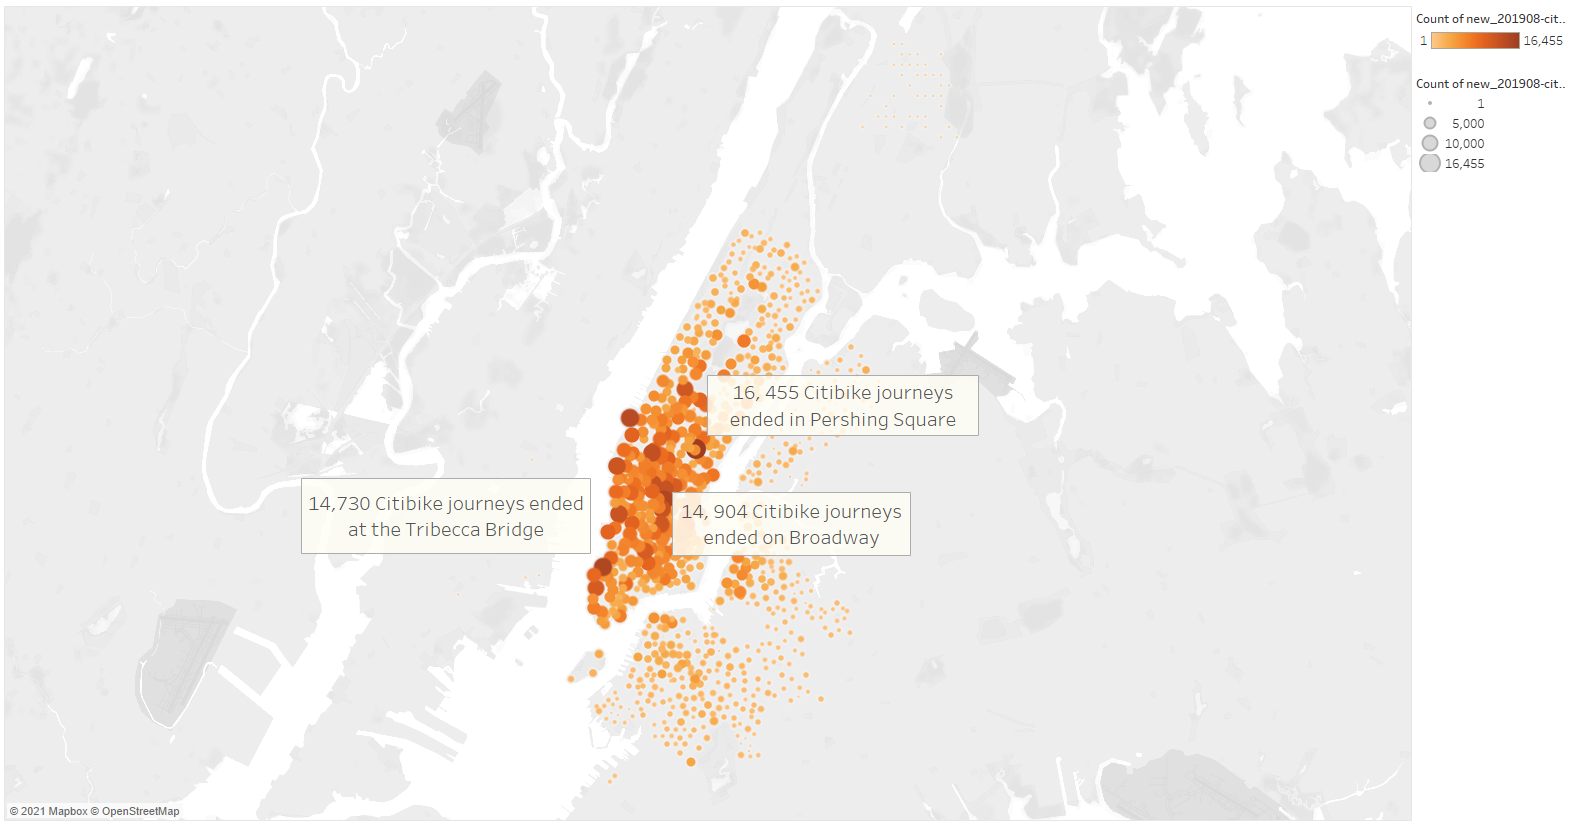 Count of new_201908-cit..
1 16,455
Count of new_201908-cit..
1
5,000
10,000
16,455
16, 455 Citibike journeys
ended in Pershing Square
14,730 Citibike journeys ended
at the Tribecca Bridge
14, 904 Citibike journeys
ended on Broadway
© 2021 Mapbox © OpenStreetMap